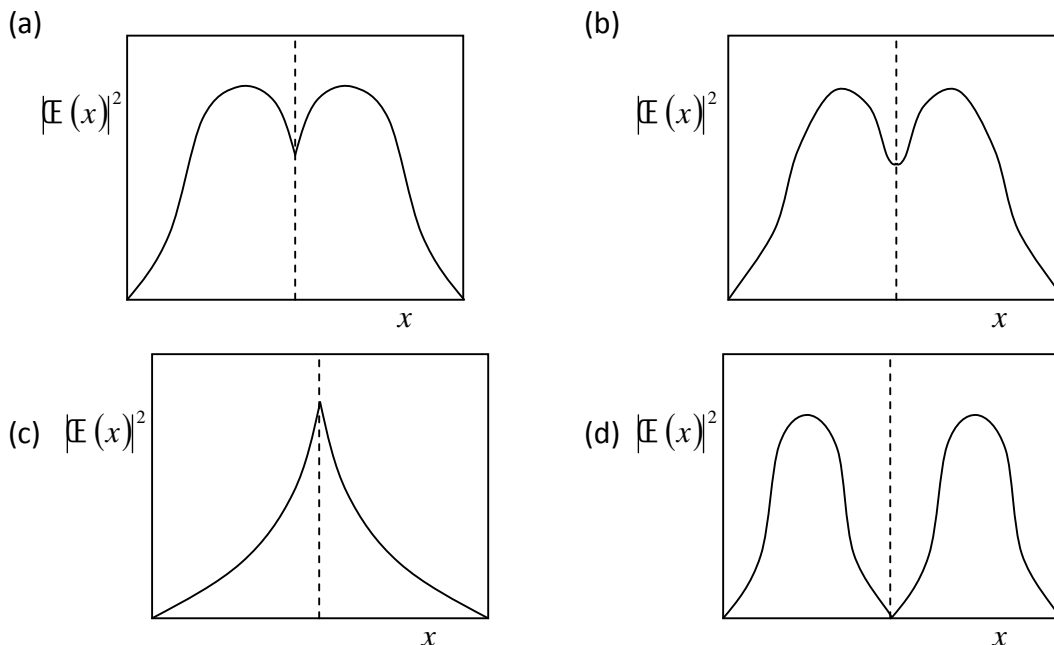 (a)
|Œ (x)|²
x
(b)
|Œ (x)|²
x
(c) |Œ (x)|²
x
(d) |Œ (x)|²
x